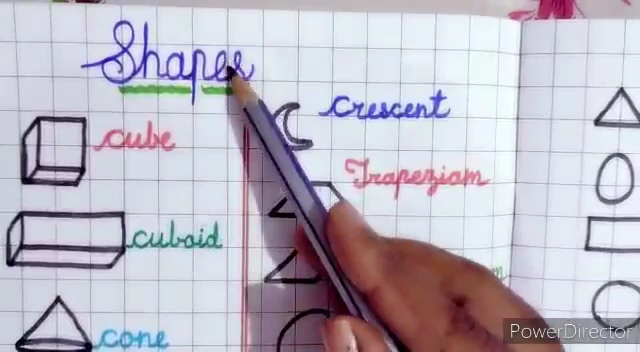 Shapes
cube
cuboid
cone
crescent
Trapeziam
PowerDirector